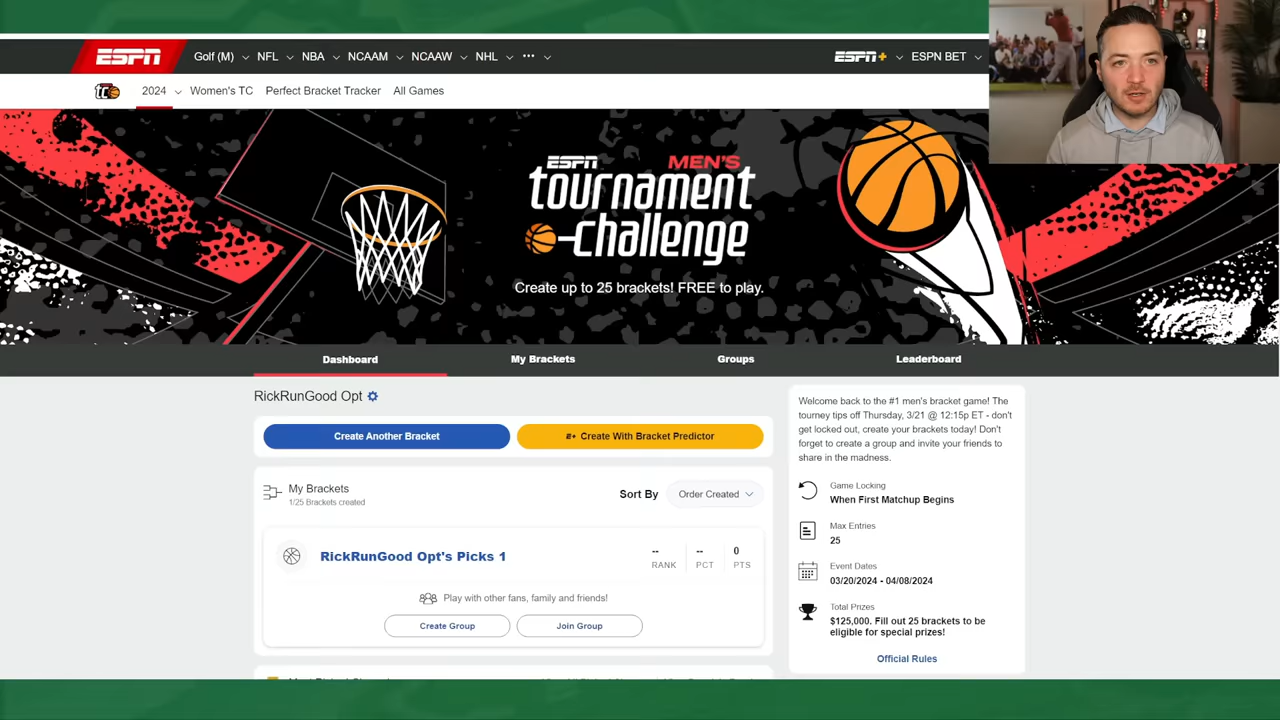 ESPN
Golf (M) NFL NBA NCAAM NCAAW NHL ••• ESPN+ ESPN BET
TC 2024 Women's TC Perfect Bracket Tracker All Games
ESPN MEN'S
tournament
challenge
Create up to 25 brackets! FREE to play.
Dashboard My Brackets Groups Leaderboard
RickRunGood Opt
Create Another Bracket
E+ Create With Bracket Predictor
My Brackets
1/25 Brackets created
Sort By Order Created
RickRunGood Opt's Picks 1
-- -- 0
RANK PCT PTS
Play with other fans, family and friends!
Create Group Join Group
Welcome back to the #1 men's bracket game! The
tourney tips off Thursday, 3/21 @ 12:15p ET - don't
get locked out, create your brackets today! Don't
forget to create a group and invite your friends to
share in the madness.
Game Locking
When First Matchup Begins
Max Entries
25
Event Dates
03/20/2024 - 04/08/2024
Total Prizes
$125,000. Fill out 25 brackets to be
eligible for special prizes!
Official Rules